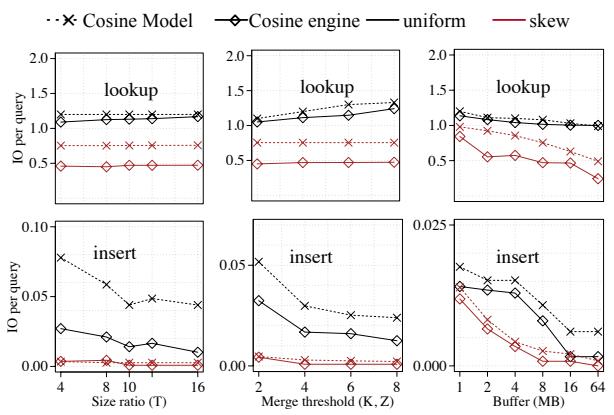 Cosine Model Cosine engine uniform skew
IO per query
2.0
1.5
1.0
0.5
lookup
2.0
1.5
1.0
0.5
lookup
2.0
1.5
1.0
0.5
lookup
IO per query
0.10
0.05
0.00
insert
4 8 10 16
Size ratio (T)
0.05
0.00
insert
2 4 6 8
Merge threshold (K, Z)
0.025
0.000
insert
1 2 4 8 16 64
Buffer (MB)